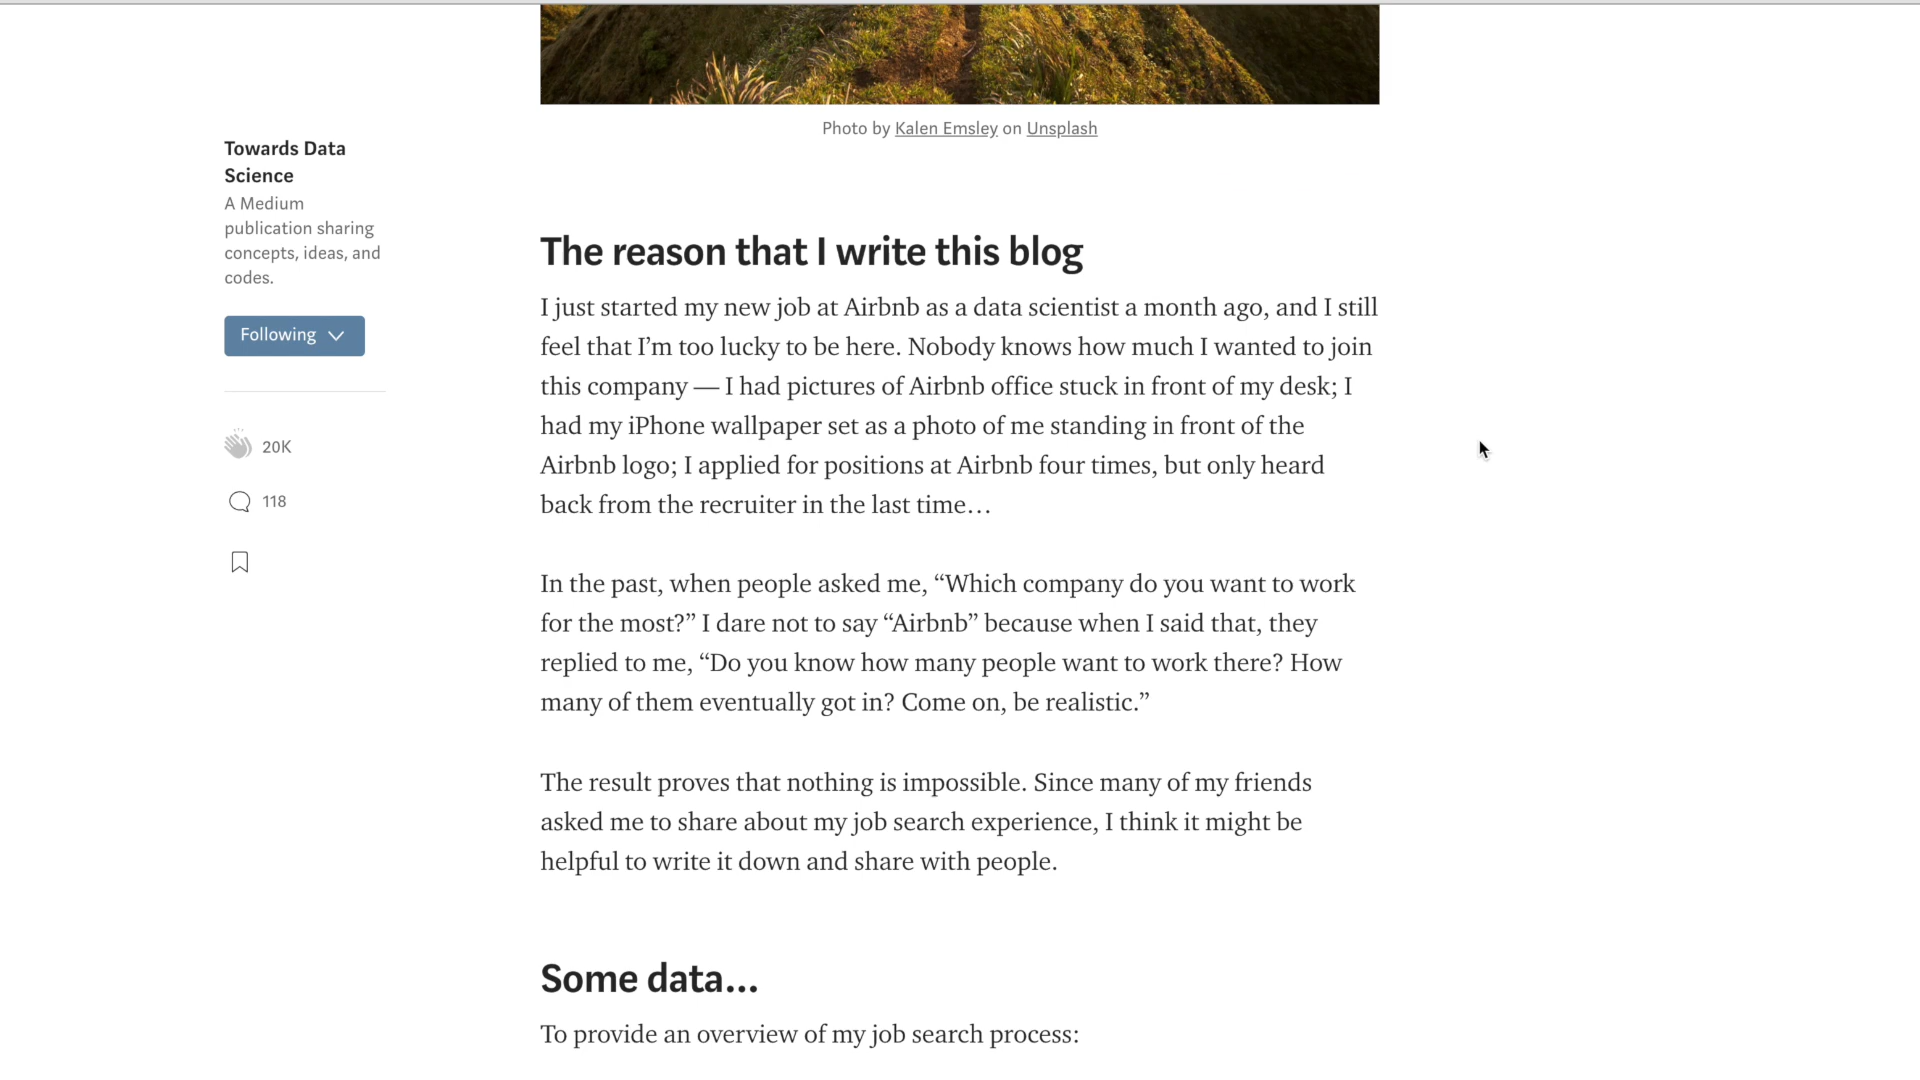 Photo by Kalen Emsley on Unsplash
Towards Data
Science
A Medium
publication sharing
concepts, ideas, and
codes.
Following
20K
118
The reason that I write this blog
I just started my new job at Airbnb as a data scientist a month ago, and I still
feel that I’m too lucky to be here. Nobody knows how much I wanted to join
this company — I had pictures of Airbnb office stuck in front of my desk; I
had my iPhone wallpaper set as a photo of me standing in front of the
Airbnb logo; I applied for positions at Airbnb four times, but only heard
back from the recruiter in the last time…
In the past, when people asked me, “Which company do you want to work
for the most?” I dare not to say “Airbnb” because when I said that, they
replied to me, “Do you know how many people want to work there? How
many of them eventually got in? Come on, be realistic.”
The result proves that nothing is impossible. Since many of my friends
asked me to share about my job search experience, I think it might be
helpful to write it down and share with people.
Some data…
To provide an overview of my job search process: